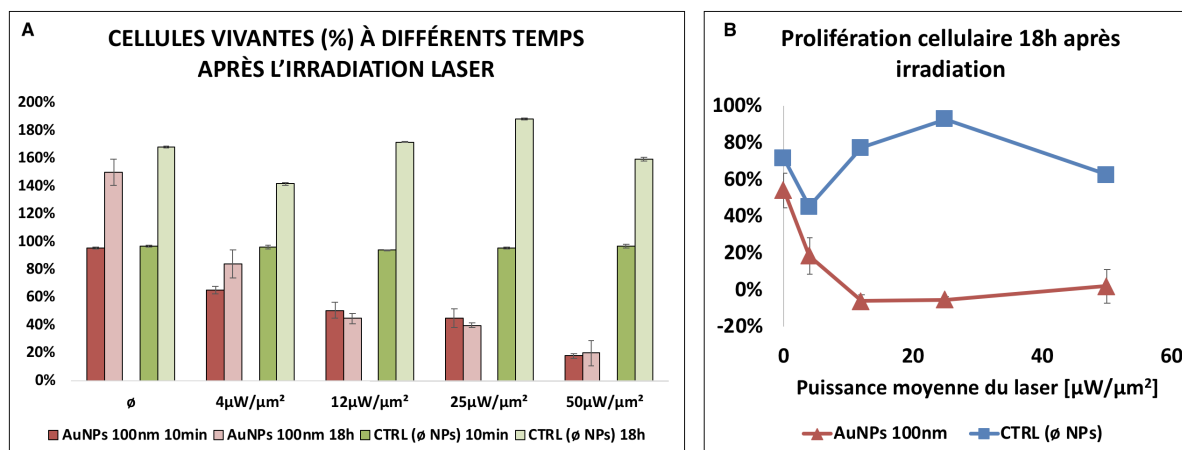 A
CELLULES VIVANTES (%) À DIFFÉRENTS TEMPS
APRÈS L'IRRADIATION LASER
200%
180%
160%
140%
120%
100%
80%
60%
40%
20%
0%
ø
4µW/µm²
12µW/µm²
25µW/µm²
50µW/µm²
AuNPs 100nm 10min
AuNPs 100nm 18h
CTRL (ø NPs) 10min
CTRL (ø NPs) 18h
B
Prolifération cellulaire 18h après
irradiation
100%
80%
60%
40%
20%
0%
-20%
0
20
40
60
Puissance moyenne du laser [µW/µm²]
AuNPs 100nm
CTRL (ø NPs)